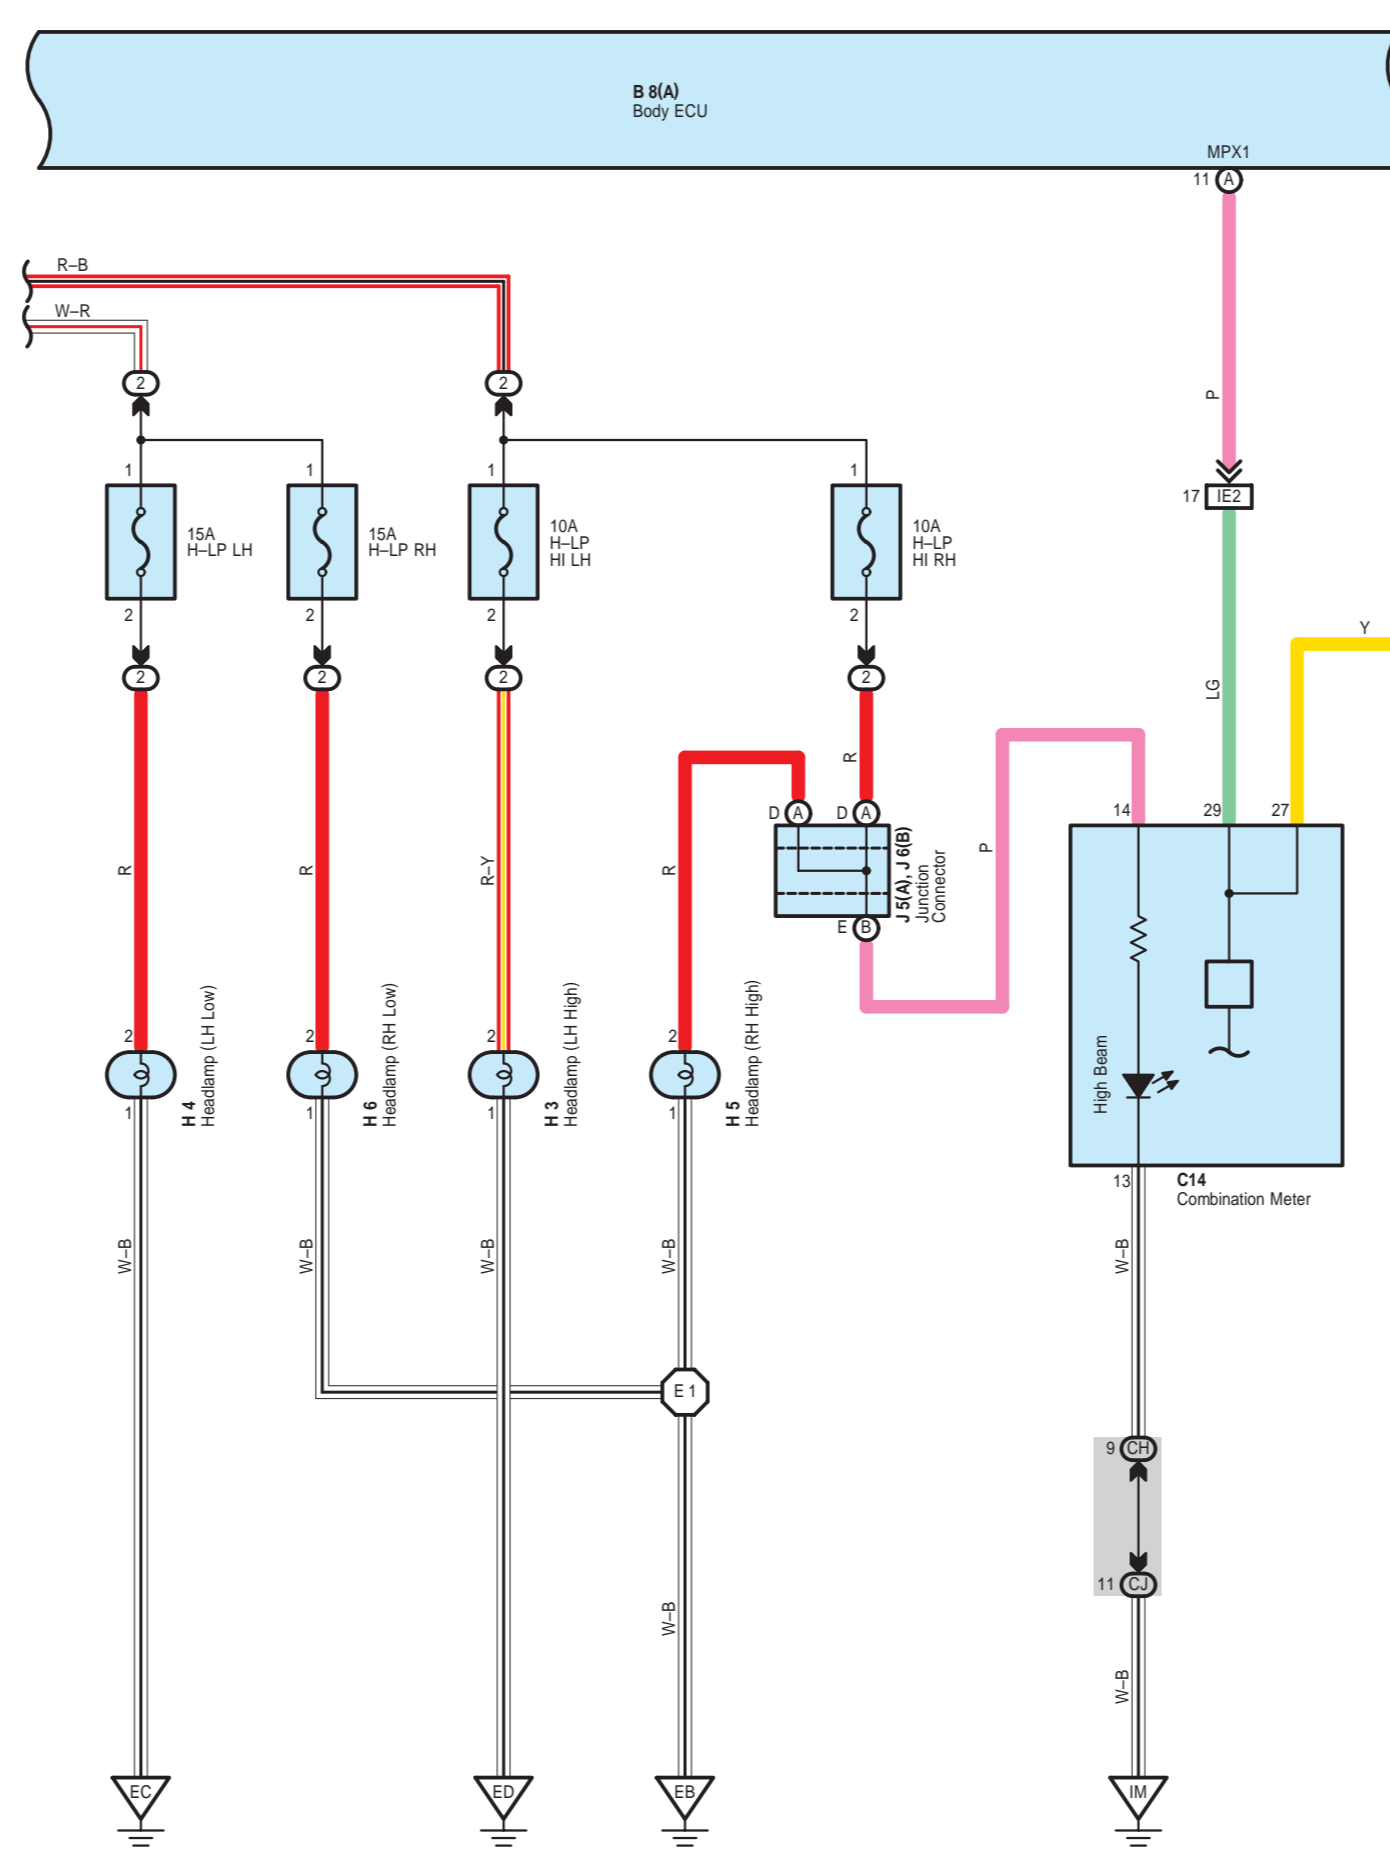 B 8(A)
Body ECU
MPX1
11 A
R–B
W–R
2
2
P
1
1
1
1
17 IE2
15A
H–LP LH
15A
H–LP RH
10A
H–LP
HI LH
10A
H–LP
HI RH
2
2
2
2
2
2
2
2
Y
LG
R
D A
D A
14
29
27
J 5(A), J 6(B)
Junction
Connector
P
R
R
R–Y
R
E B
2
2
2
2
High Beam
H 4
Headlamp (LH Low)
H 6
Headlamp (RH Low)
H 3
Headlamp (LH High)
H 5
Headlamp (RH High)
1
1
1
1
13
C14
Combination Meter
W–B
W–B
W–B
W–B
W–B
E 1
9 CH
11 CJ
W–B
W–B
EC
ED
EB
IM